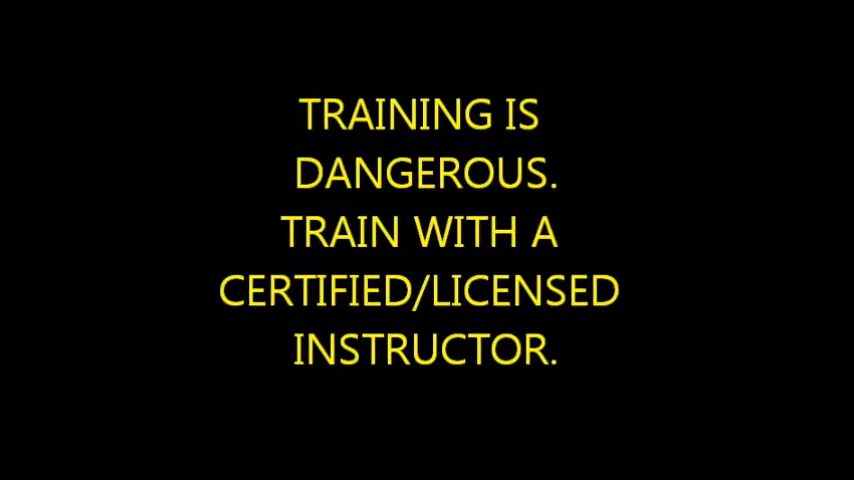 TRAINING IS
DANGEROUS.
TRAIN WITH A
CERTIFIED/LICENSED
INSTRUCTOR.